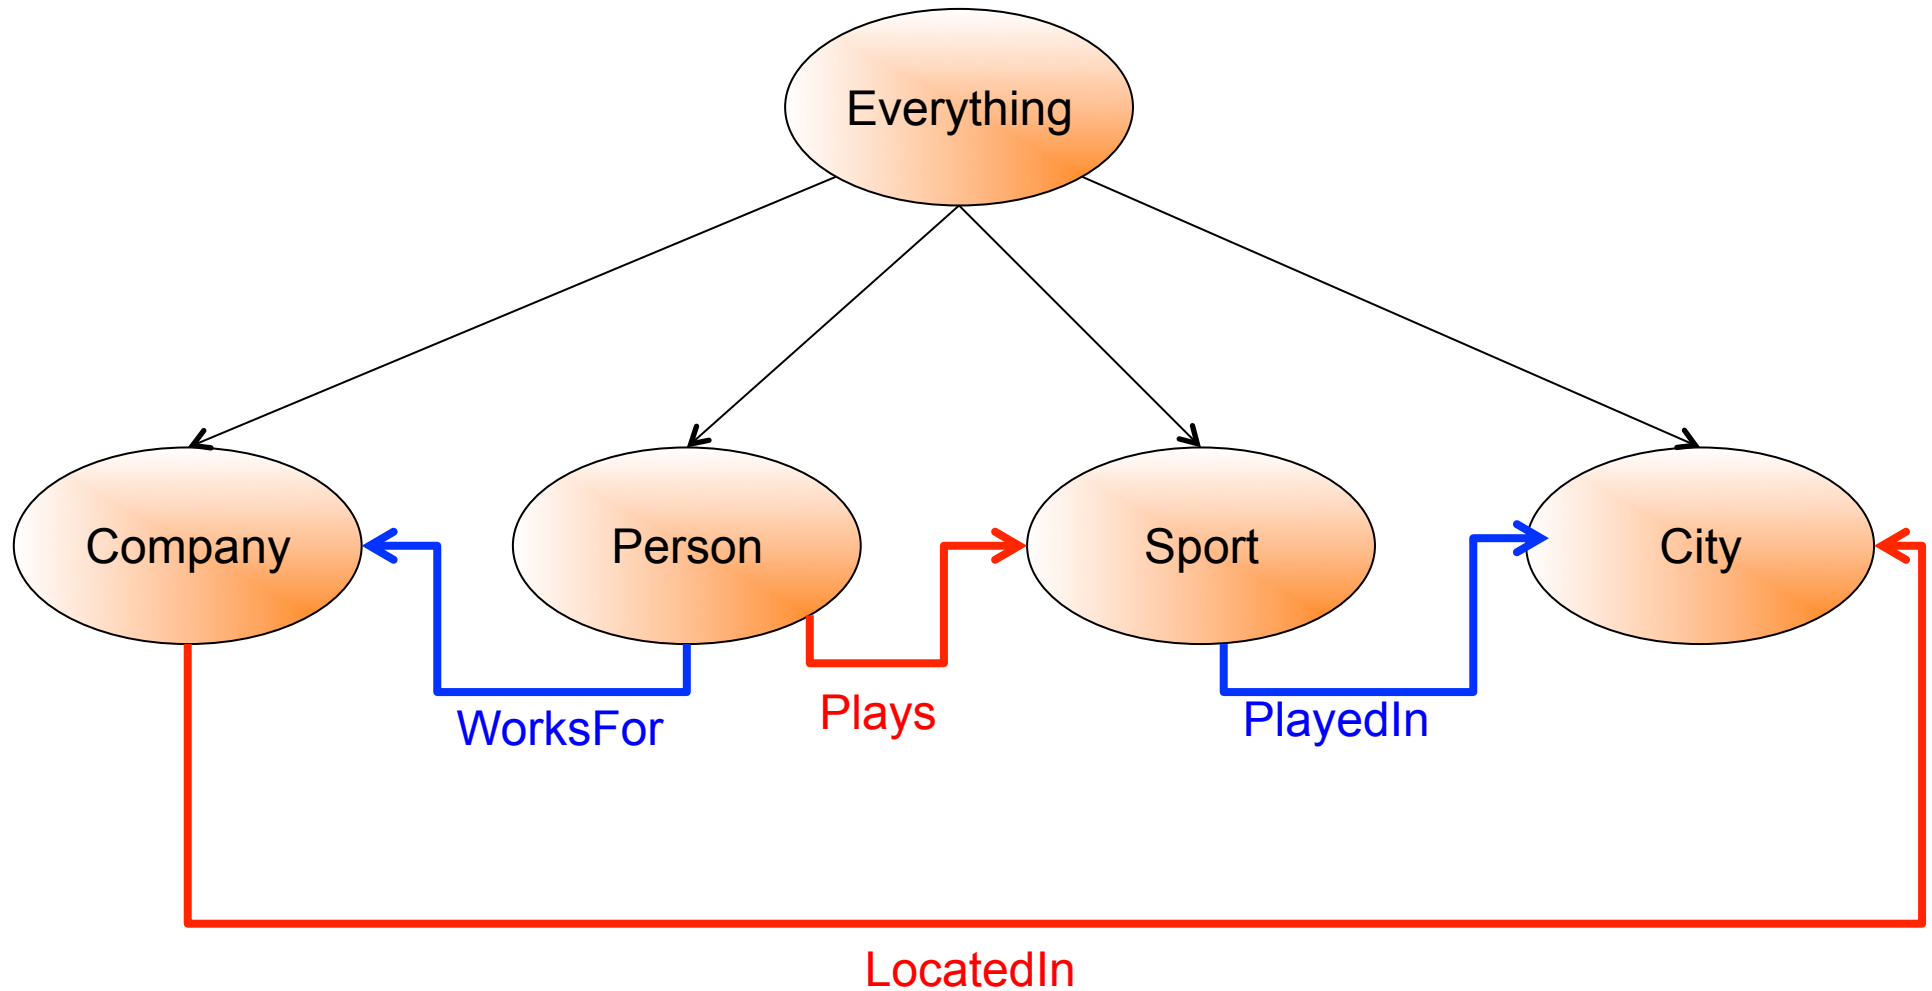 Everything
Company
Person
Sport
City
WorksFor
Plays
PlayedIn
LocatedIn